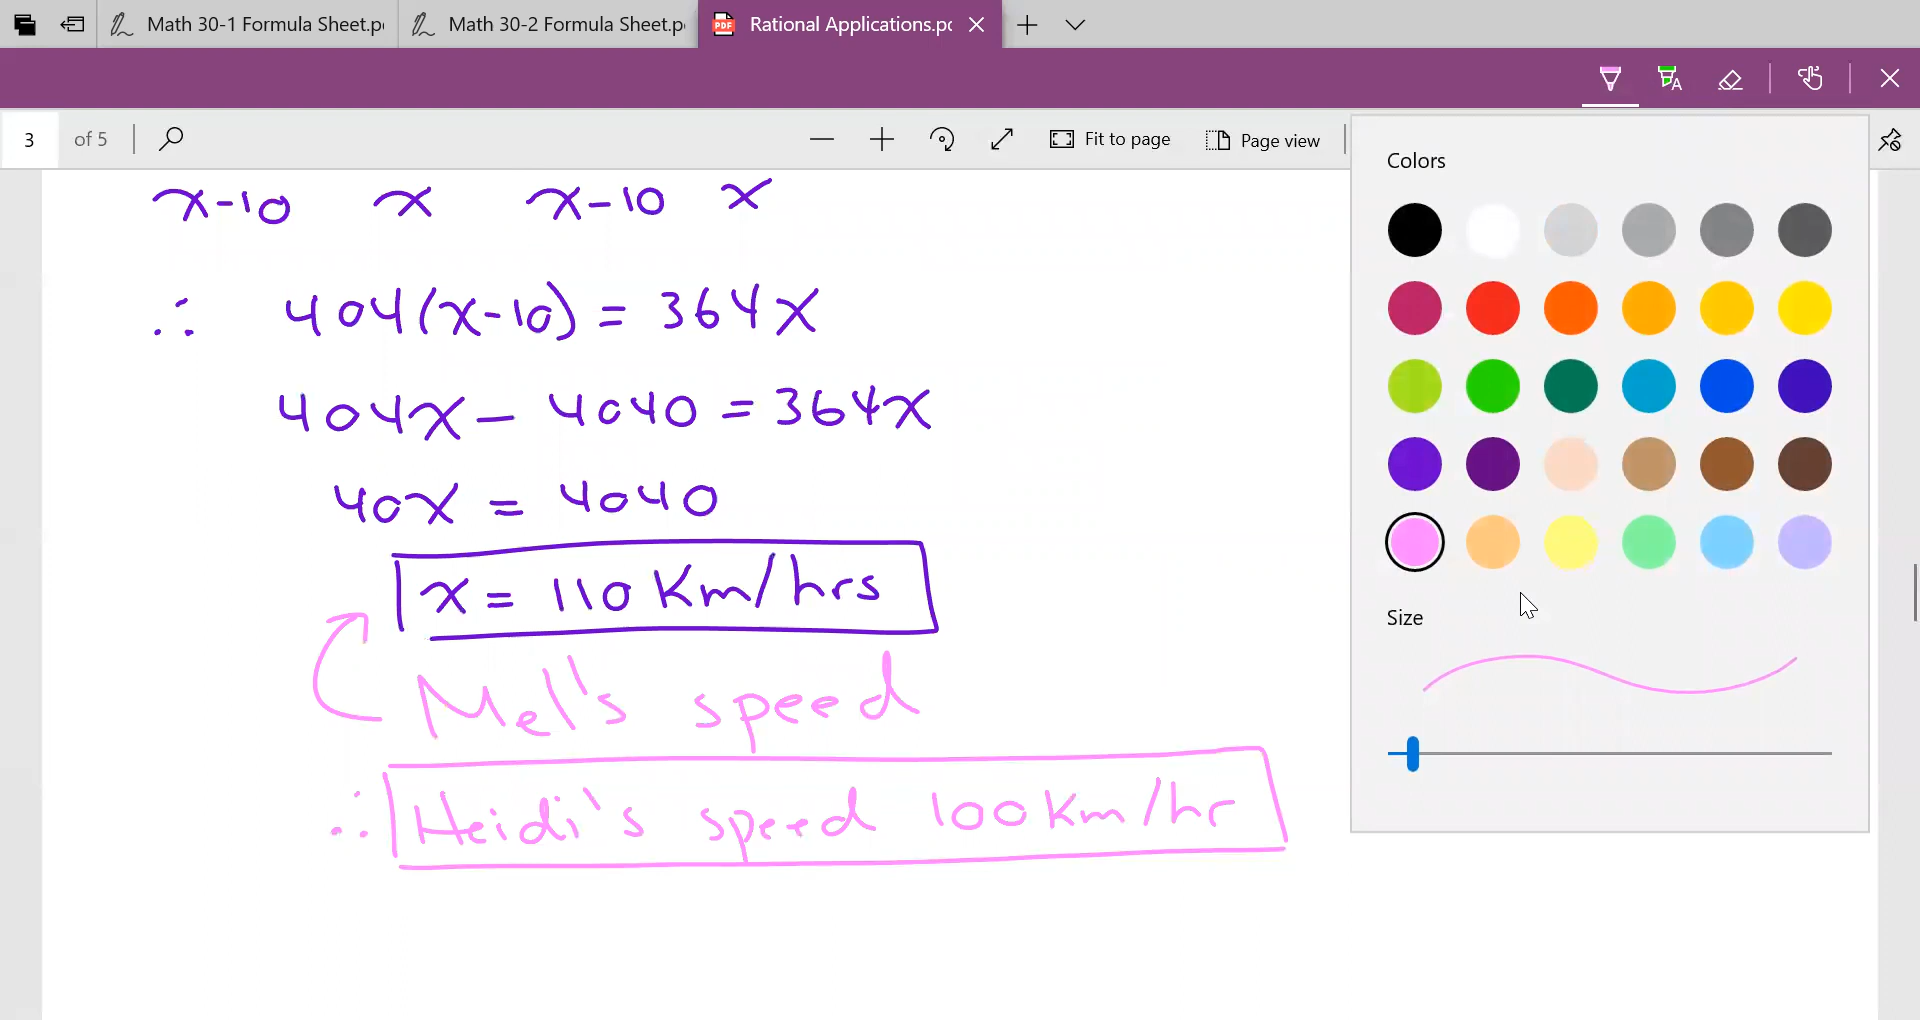 Math 30-1 Formula Sheet.p Math 30-2 Formula Sheet.p PDF Rational Applications.p
3 of 5 Fit to page Page view
Colors
x-10 x x-10 x
∴ 404(x-10) = 364x
404x - 4040 = 364x
40x = 4040
x = 110 Km/hrs
Size
Mel's speed
∴ Heidi's speed 100 Km/hr